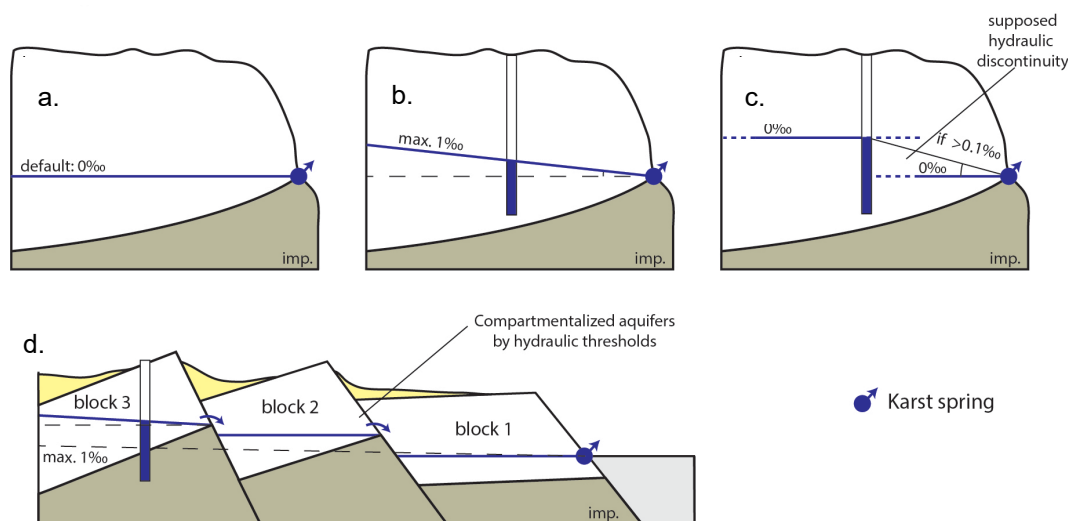 a.
default: 0‰
imp.
b.
max. 1‰
imp.
c.
supposed
hydraulic
discontinuity
0‰
if >0.1‰
0‰
imp.
d.
Compartmentalized aquifers
by hydraulic thresholds
block 3
block 2
block 1
max. 1‰
imp.
Karst spring